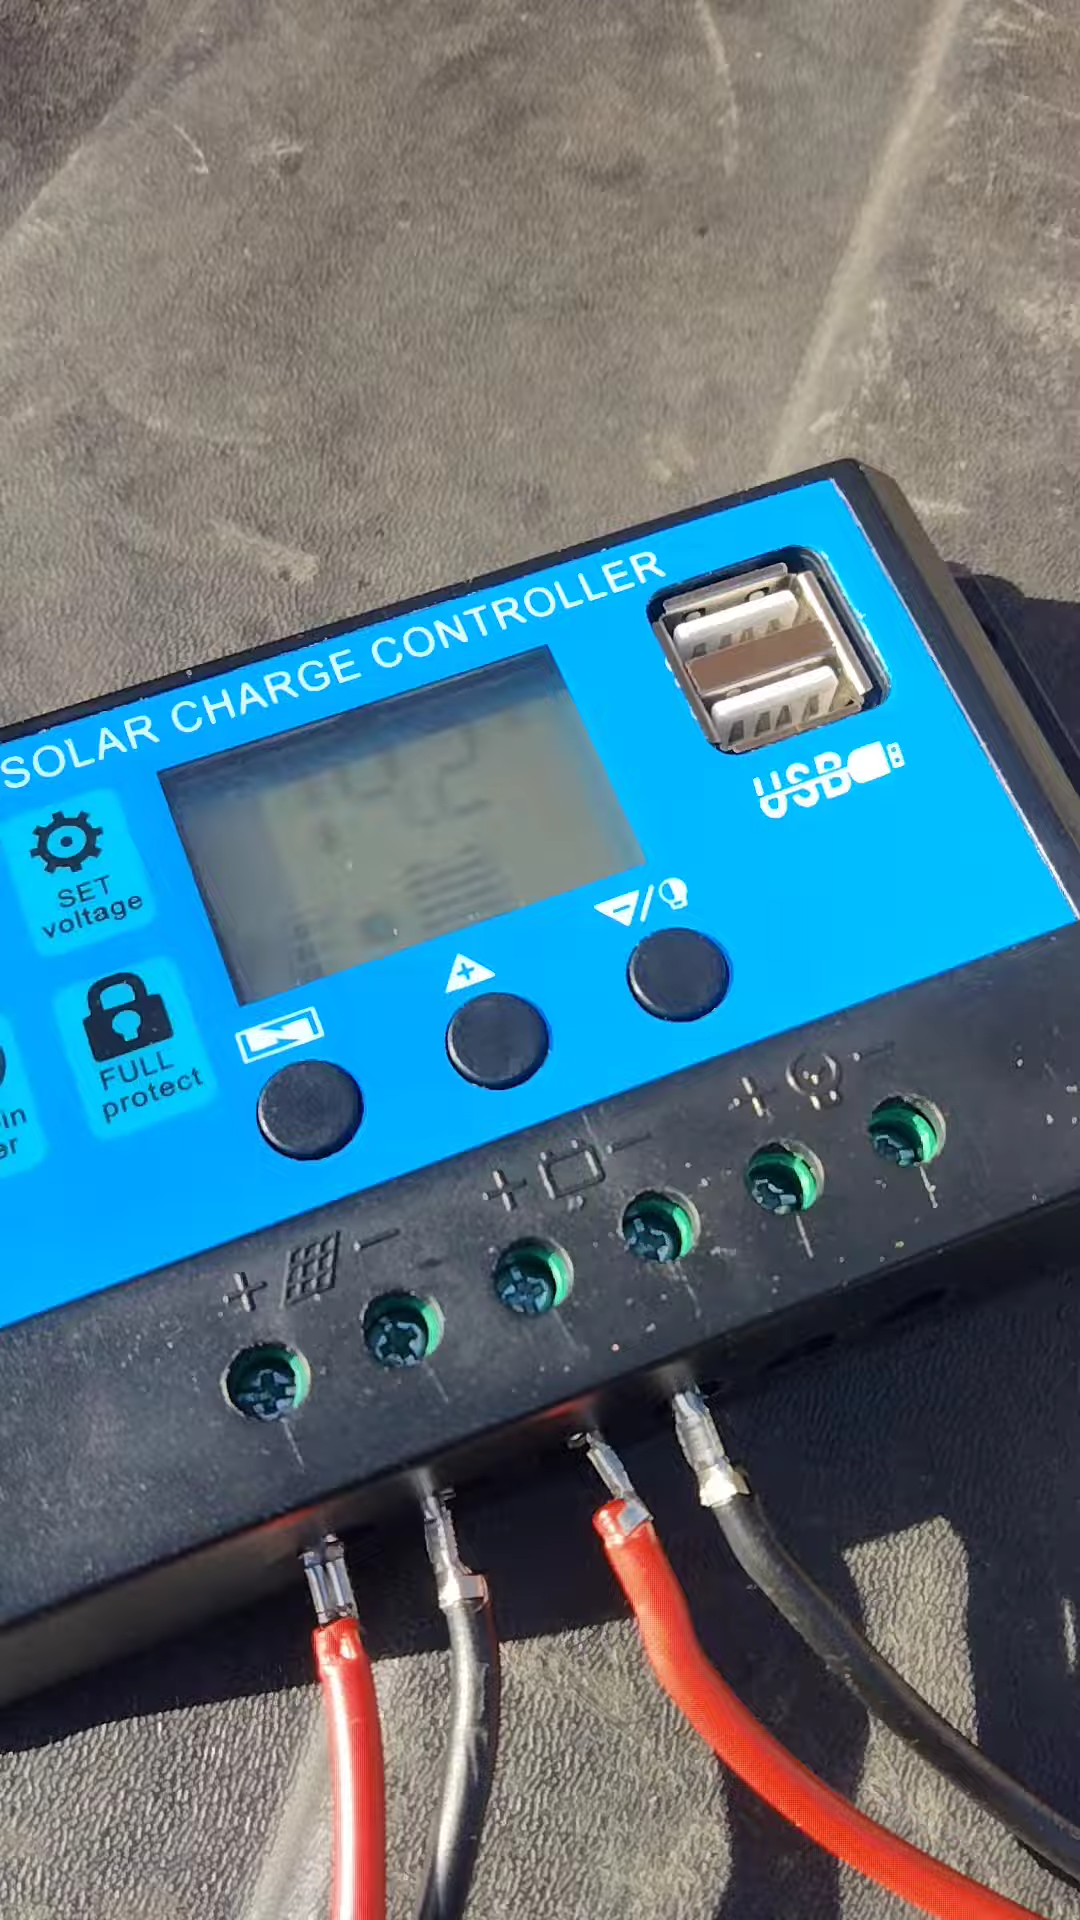 SOLAR CHARGE CONTROLLER
USB
SET
voltage
FULL
protect